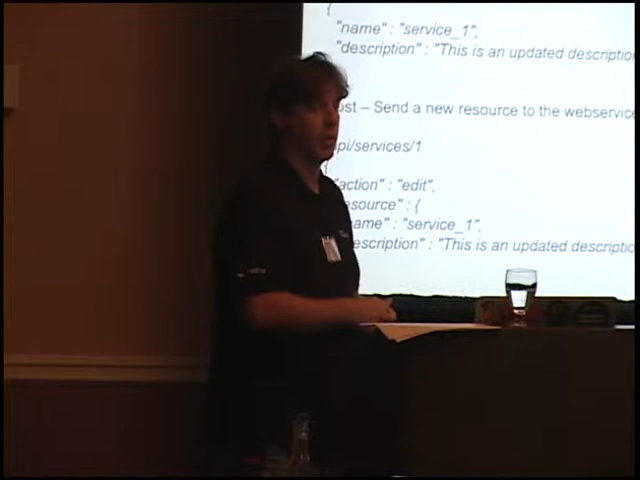 {
"name" : "service_1",
"description" : "This is an updated descriptio
ost – Send a new resource to the webservice
pi/services/1
{
action" : "edit",
esource" : {
ame" : "service_1",
escription" : "This is an updated descriptio